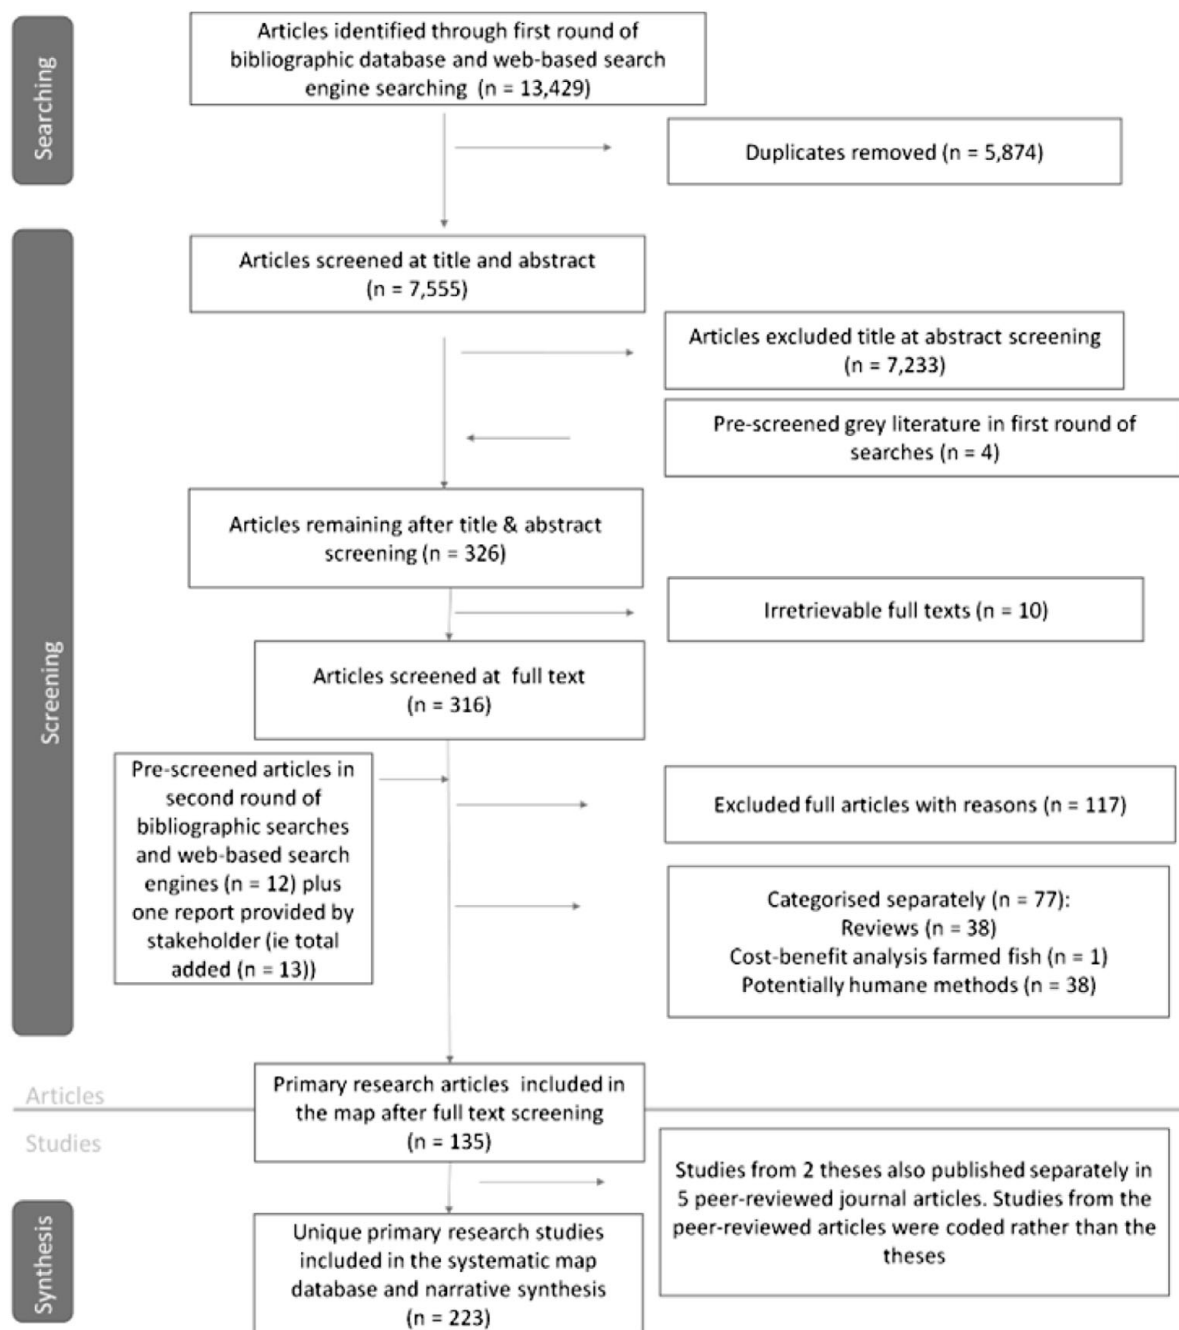 Searching
Articles identified through first round of
bibliographic database and web-based search
engine searching (n = 13,429)
Duplicates removed (n = 5,874)
Screening
Articles screened at title and abstract
(n = 7,555)
Articles excluded title at abstract screening
(n = 7,233)
Pre-screened grey literature in first round of
searches (n = 4)
Articles remaining after title & abstract
screening (n = 326)
Irretrievable full texts (n = 10)
Articles screened at full text
(n = 316)
Pre-screened articles in
second round of
bibliographic searches
and web-based search
engines (n = 12) plus
one report provided by
stakeholder (ie total
added (n = 13))
Excluded full articles with reasons (n = 117)
Categorised separately (n = 77):
Reviews (n = 38)
Cost-benefit analysis farmed fish (n = 1)
Potentially humane methods (n = 38)
Articles
Primary research articles included in
the map after full text screening
(n = 135)
Studies
Studies from 2 theses also published separately in
5 peer-reviewed journal articles. Studies from the
peer-reviewed articles were coded rather than the
theses
Synthesis
Unique primary research studies
included in the systematic map
database and narrative synthesis
(n = 223)